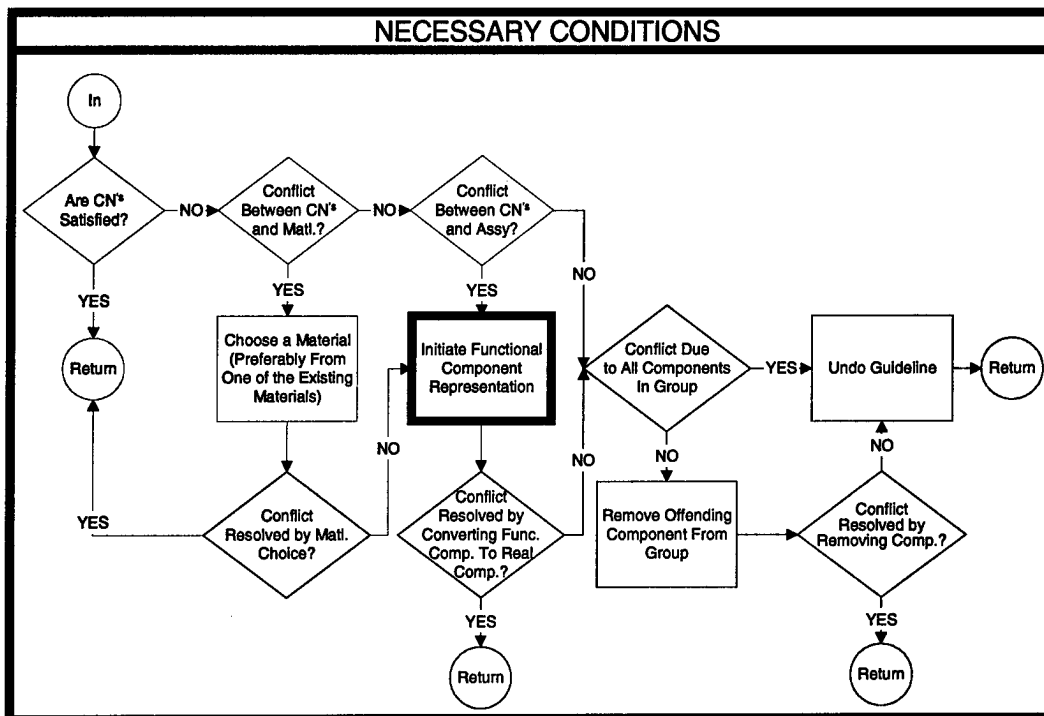 NECESSARY CONDITIONS
In
Are CN's
Satisfied?
NO
Conflict
Between CN's
and Matl.?
NO
Conflict
Between CN's
and Assy?
NO
YES
YES
YES
Return
Choose a Material
(Preferably From
One of the Existing
Materials)
Initiate Functional
Component
Representation
Conflict Due
to All Components
In Group
YES
Undo Guideline
Return
NO
NO
NO
NO
YES
Conflict
Resolved by Matl.
Choice?
Conflict
Resolved by
Converting Func.
Comp. To Real
Comp.?
Remove Offending
Component From
Group
Conflict
Resolved by
Removing Comp.?
YES
YES
Return
Return